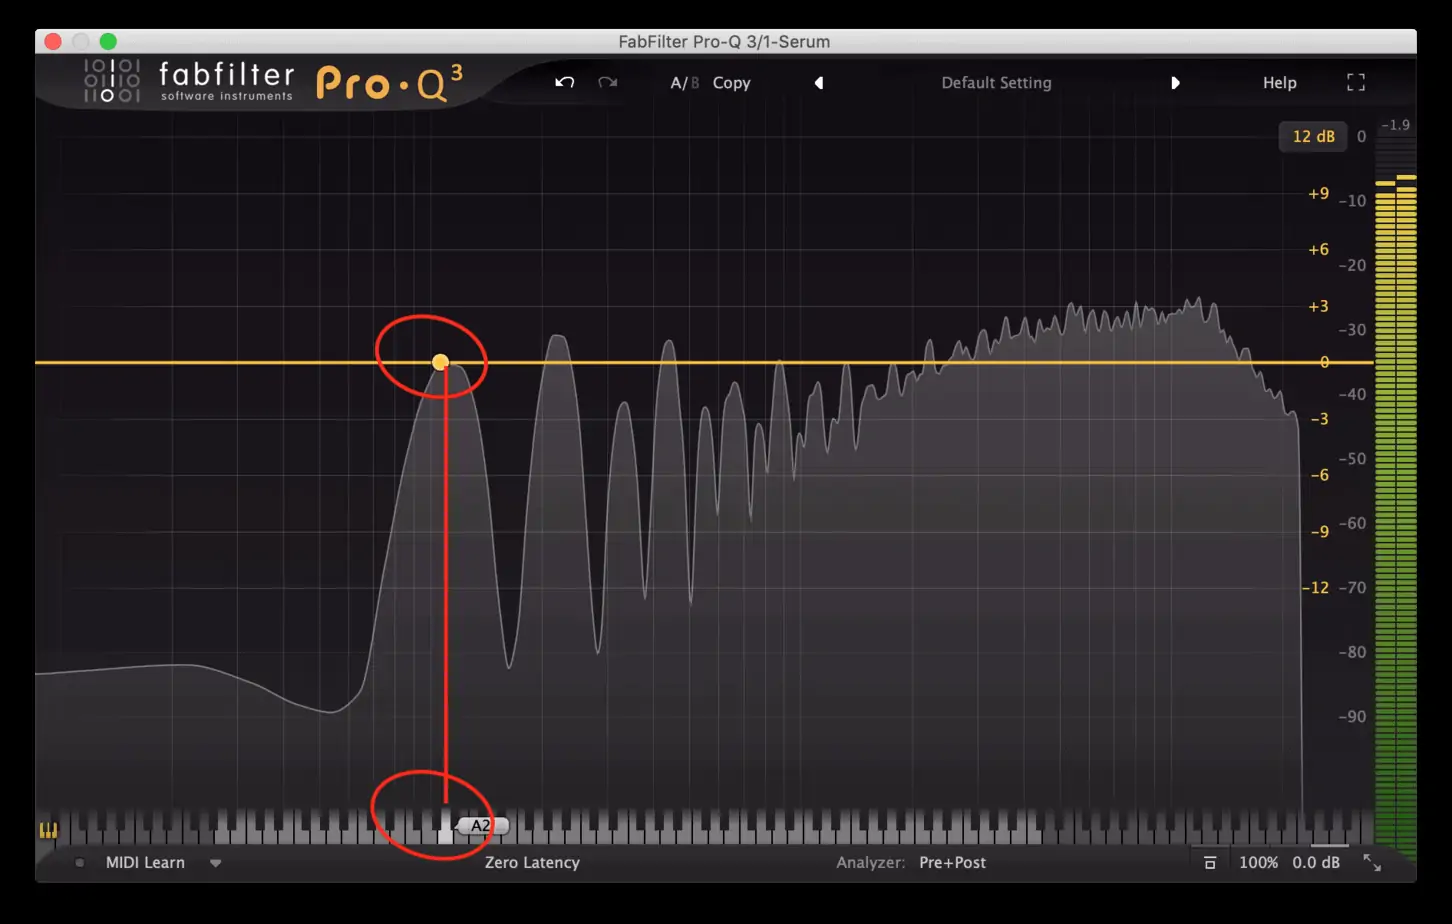 FabFilter Pro-Q 3/1-Serum
fabfilter
software instruments
Pro·Q³
A/B Copy
Default Setting
Help
12 dB
0
-1.9
+9 -10
+6
-20
+3
-30
0
-40
-3
-50
-6
-60
-9
-12 -70
-80
-90
A2
MIDI Learn
Zero Latency
Analyzer: Pre+Post
100%
0.0 dB